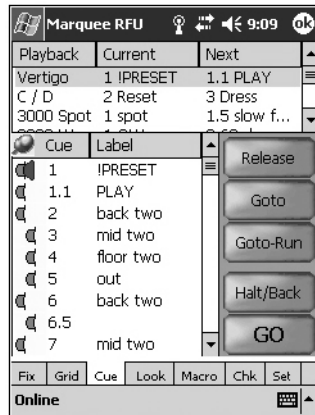 Marquee RFU 9:09 ok
Playback Current Next
Vertigo 1 !PRESET 1.1 PLAY
C / D 2 Reset 3 Dress
3000 Spot 1 spot 1.5 slow f...
Cue Label
1 !PRESET
1.1 PLAY
2 back two
3 mid two
4 floor two
5 out
6 back two
6.5
7 mid two
Release
Goto
Goto-Run
Halt/Back
GO
Fix Grid Cue Look Macro Chk Set
Online